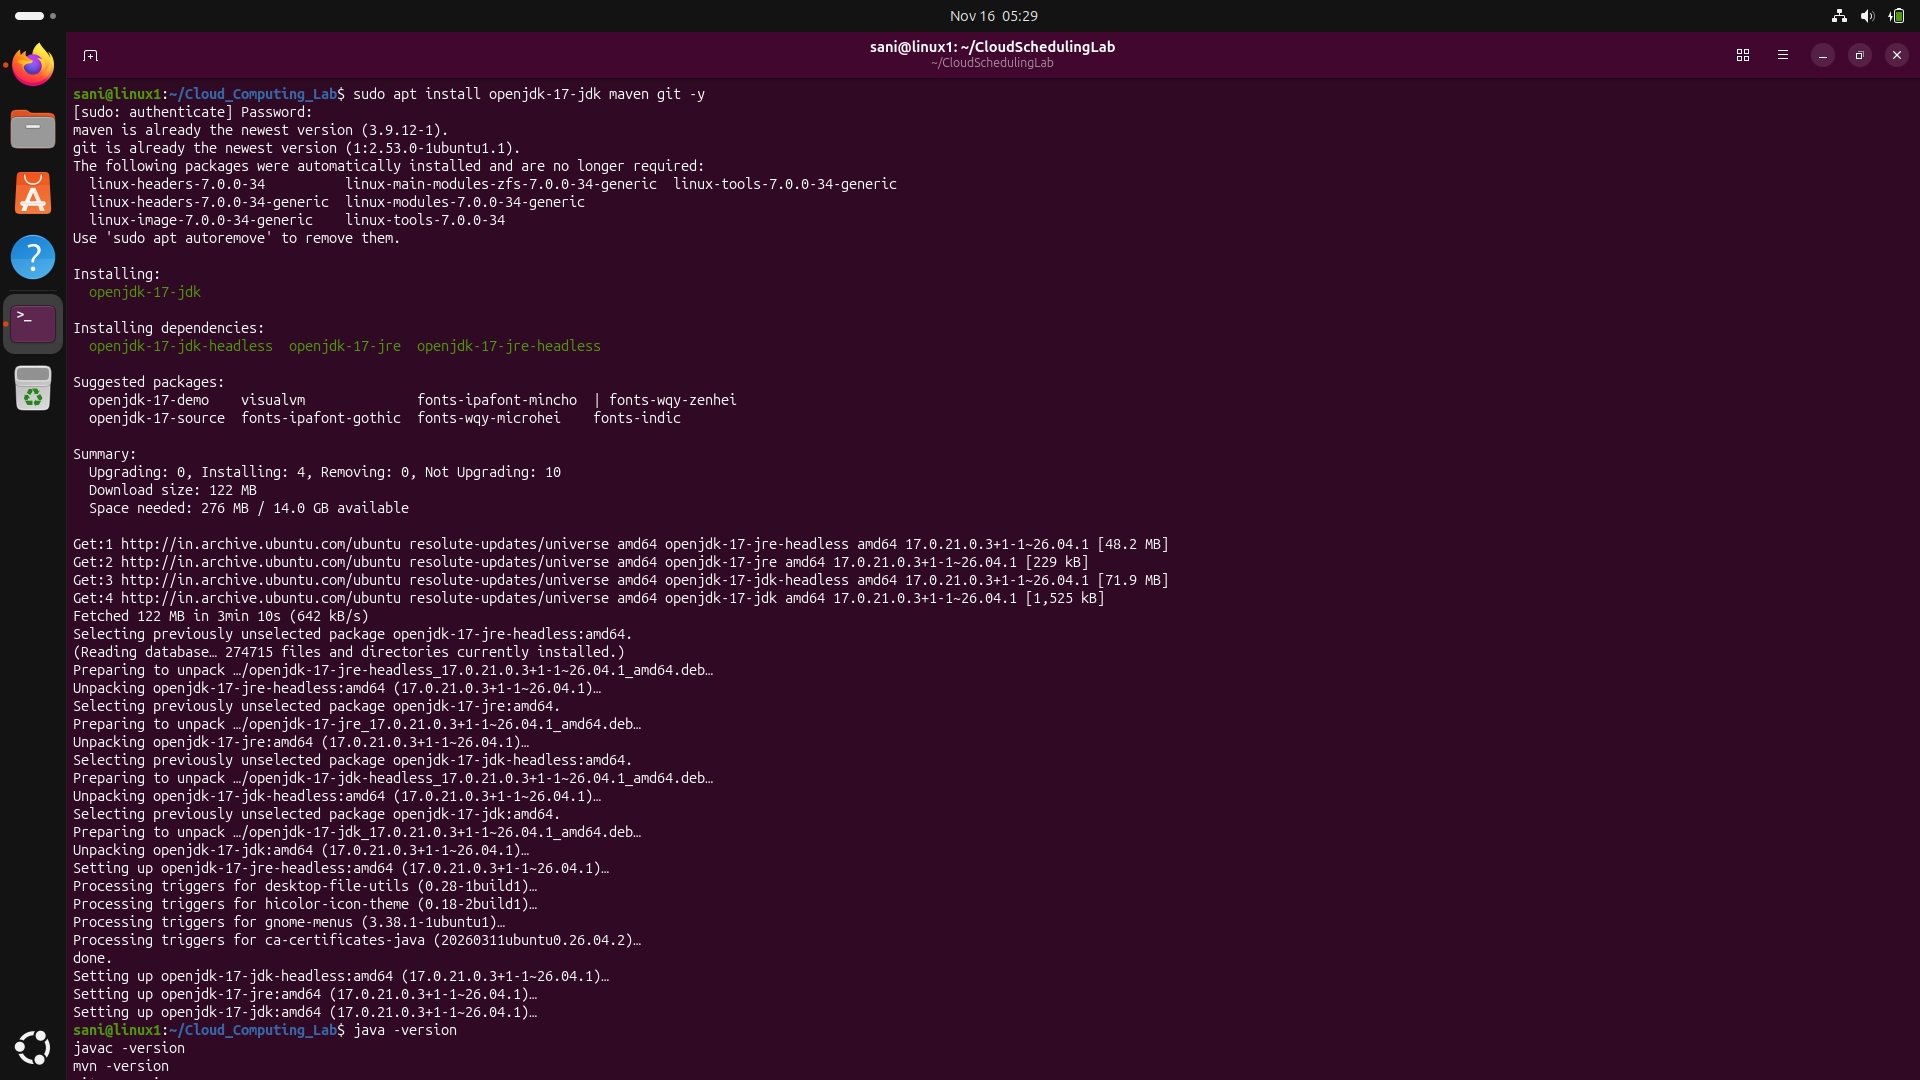 Nov 16 05:29
sani@linux1: ~/CloudSchedulingLab
~/CloudSchedulingLab
sani@linux1:~/Cloud_Computing_Lab$ sudo apt install openjdk-17-jdk maven git -y
[sudo: authenticate] Password:
maven is already the newest version (3.9.12-1).
git is already the newest version (1:2.53.0-1ubuntu1.1).
The following packages were automatically installed and are no longer required:
  linux-headers-7.0.0-34          linux-main-modules-zfs-7.0.0-34-generic  linux-tools-7.0.0-34-generic
  linux-headers-7.0.0-34-generic  linux-modules-7.0.0-34-generic
  linux-image-7.0.0-34-generic    linux-tools-7.0.0-34
Use 'sudo apt autoremove' to remove them.
Installing:
  openjdk-17-jdk
Installing dependencies:
  openjdk-17-jdk-headless  openjdk-17-jre  openjdk-17-jre-headless
Suggested packages:
  openjdk-17-demo    visualvm              fonts-ipafont-mincho  | fonts-wqy-zenhei
  openjdk-17-source  fonts-ipafont-gothic  fonts-wqy-microhei    fonts-indic
Summary:
  Upgrading: 0, Installing: 4, Removing: 0, Not Upgrading: 10
  Download size: 122 MB
  Space needed: 276 MB / 14.0 GB available
Get:1 http://in.archive.ubuntu.com/ubuntu resolute-updates/universe amd64 openjdk-17-jre-headless amd64 17.0.21.0.3+1-1~26.04.1 [48.2 MB]
Get:2 http://in.archive.ubuntu.com/ubuntu resolute-updates/universe amd64 openjdk-17-jre amd64 17.0.21.0.3+1-1~26.04.1 [229 kB]
Get:3 http://in.archive.ubuntu.com/ubuntu resolute-updates/universe amd64 openjdk-17-jdk-headless amd64 17.0.21.0.3+1-1~26.04.1 [71.9 MB]
Get:4 http://in.archive.ubuntu.com/ubuntu resolute-updates/universe amd64 openjdk-17-jdk amd64 17.0.21.0.3+1-1~26.04.1 [1,525 kB]
Fetched 122 MB in 3min 10s (642 kB/s)
Selecting previously unselected package openjdk-17-jre-headless:amd64.
(Reading database… 274715 files and directories currently installed.)
Preparing to unpack …/openjdk-17-jre-headless_17.0.21.0.3+1-1~26.04.1_amd64.deb…
Unpacking openjdk-17-jre-headless:amd64 (17.0.21.0.3+1-1~26.04.1)…
Selecting previously unselected package openjdk-17-jre:amd64.
Preparing to unpack …/openjdk-17-jre_17.0.21.0.3+1-1~26.04.1_amd64.deb…
Unpacking openjdk-17-jre:amd64 (17.0.21.0.3+1-1~26.04.1)…
Selecting previously unselected package openjdk-17-jdk-headless:amd64.
Preparing to unpack …/openjdk-17-jdk-headless_17.0.21.0.3+1-1~26.04.1_amd64.deb…
Unpacking openjdk-17-jdk-headless:amd64 (17.0.21.0.3+1-1~26.04.1)…
Selecting previously unselected package openjdk-17-jdk:amd64.
Preparing to unpack …/openjdk-17-jdk_17.0.21.0.3+1-1~26.04.1_amd64.deb…
Unpacking openjdk-17-jdk:amd64 (17.0.21.0.3+1-1~26.04.1)…
Setting up openjdk-17-jre-headless:amd64 (17.0.21.0.3+1-1~26.04.1)…
Processing triggers for desktop-file-utils (0.28-1build1)…
Processing triggers for hicolor-icon-theme (0.18-2build1)…
Processing triggers for gnome-menus (3.38.1-1ubuntu1)…
Processing triggers for ca-certificates-java (20260311ubuntu0.26.04.2)…
done.
Setting up openjdk-17-jdk-headless:amd64 (17.0.21.0.3+1-1~26.04.1)…
Setting up openjdk-17-jre:amd64 (17.0.21.0.3+1-1~26.04.1)…
Setting up openjdk-17-jdk:amd64 (17.0.21.0.3+1-1~26.04.1)…
sani@linux1:~/Cloud_Computing_Lab$ java -version
javac -version
mvn -version